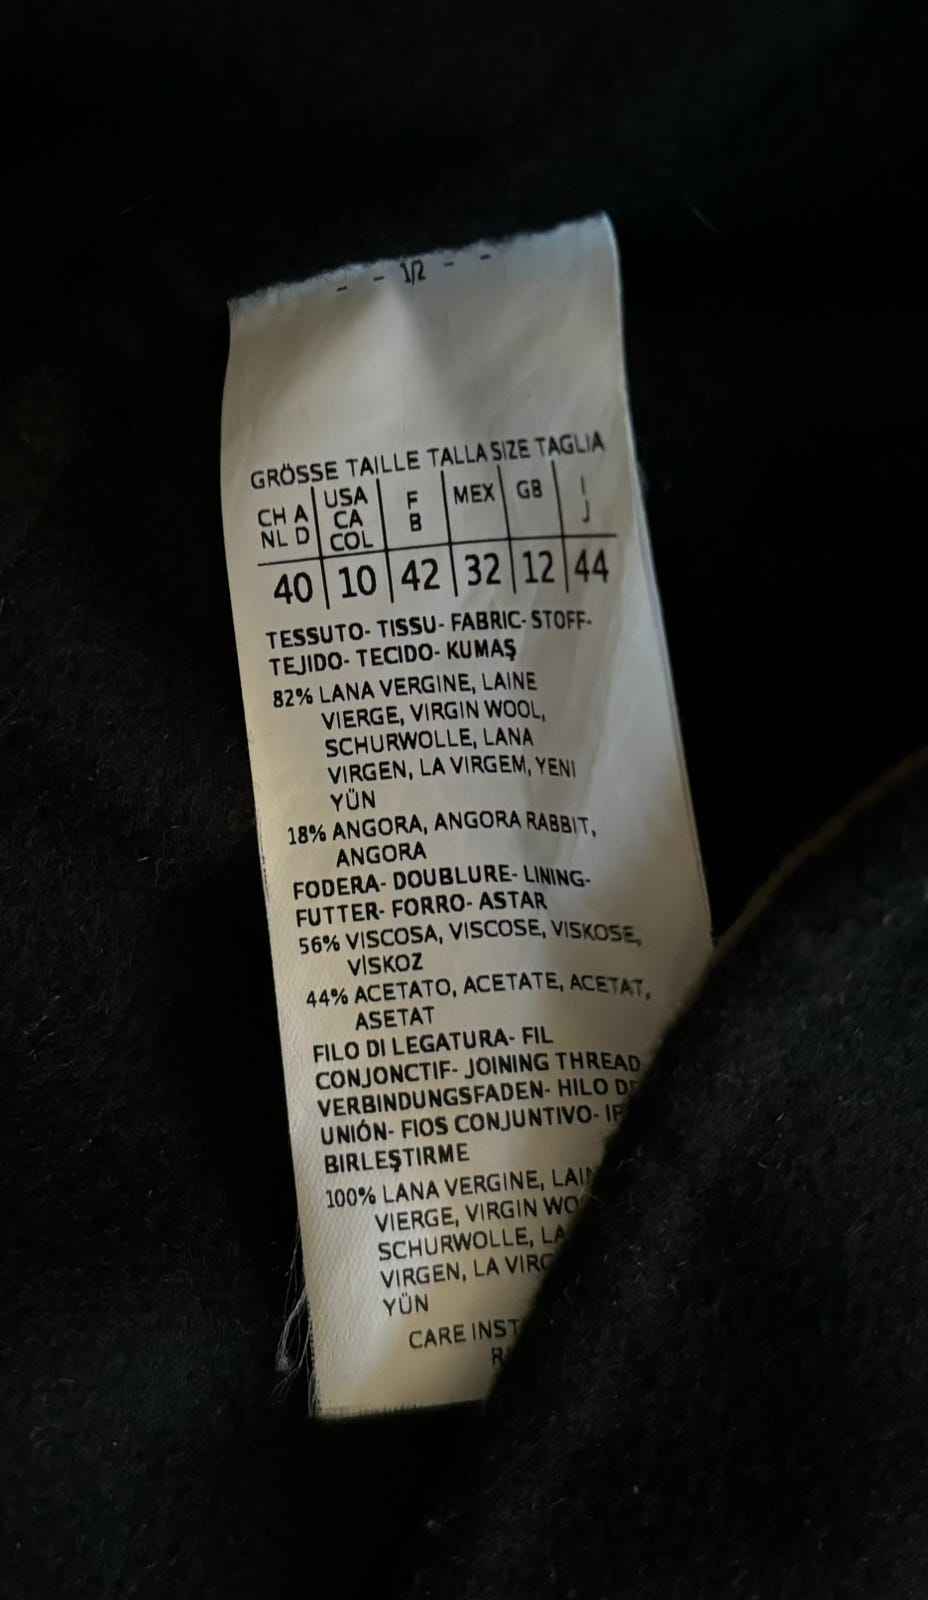 - - 1/2 - -
GRÖSSE TAILLE TALLA SIZE TAGLIA
CH A NL D | USA CA COL | F B | MEX | GB | I J
40 | 10 | 42 | 32 | 12 | 44
TESSUTO- TISSU- FABRIC- STOFF-
TEJIDO- TECIDO- KUMAŞ
82% LANA VERGINE, LAINE
VIERGE, VIRGIN WOOL,
SCHURWOLLE, LANA
VIRGEN, LA VIRGEM, YENI
YÜN
18% ANGORA, ANGORA RABBIT,
ANGORA
FODERA- DOUBLURE- LINING-
FUTTER- FORRO- ASTAR
56% VISCOSA, VISCOSE, VISKOSE,
VİSKOZ
44% ACETATO, ACETATE, ACETAT,
ASETAT
FILO DI LEGATURA- FIL
CONJONCTIF- JOINING THREAD
VERBINDUNGSFADEN- HILO
UNIÓN- FIOS CONJUNTIVO-
BIRLEŞTIRME
100% LANA VERGINE,
VIERGE, VIRGIN
SCHURWOLLE,
VIRGEN, LA
YÜN
CARE